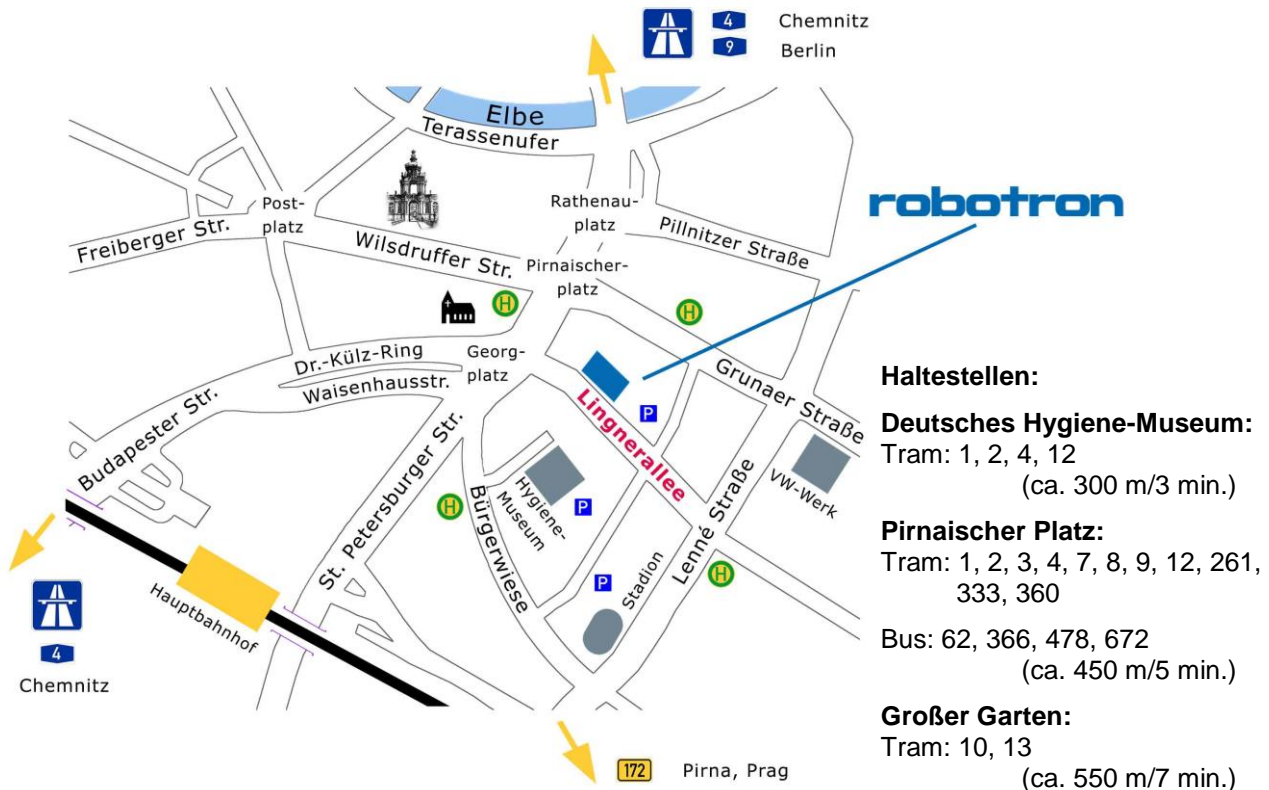 4
Chemnitz
9
Berlin
Elbe
Terassenufer
robotron
Post-
platz
Rathenau-
platz
Freiberger Str.
Wilsdruffer Str.
Pillnitzer Straße
Pirnaischer-
platz
H
H
Dr.-Külz-Ring
Georg-
platz
Waisenhausstr.
Grunaer Straße
P
Lingnerallee
Budapester Str.
St. Petersburger Str.
Bürgerwiese
Hygiene-
Museum
P
H
VW-Werk
Lenné Straße
H
P
Stadion
Hauptbahnhof
4
Chemnitz
172
Pirna, Prag
Haltestellen:
Deutsches Hygiene-Museum:
Tram: 1, 2, 4, 12
(ca. 300 m/3 min.)
Pirnaischer Platz:
Tram: 1, 2, 3, 4, 7, 8, 9, 12, 261,
333, 360
Bus: 62, 366, 478, 672
(ca. 450 m/5 min.)
Großer Garten:
Tram: 10, 13
(ca. 550 m/7 min.)